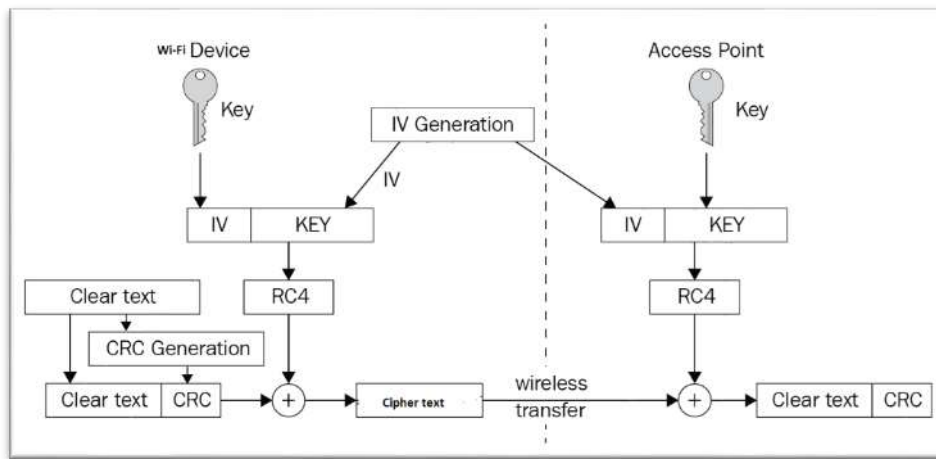 Wi-Fi Device
Access Point
Key
Key
IV Generation
IV
IV KEY
IV KEY
RC4
RC4
Clear text
CRC Generation
Clear text CRC
+
Cipher text
wireless
transfer
+
Clear text CRC